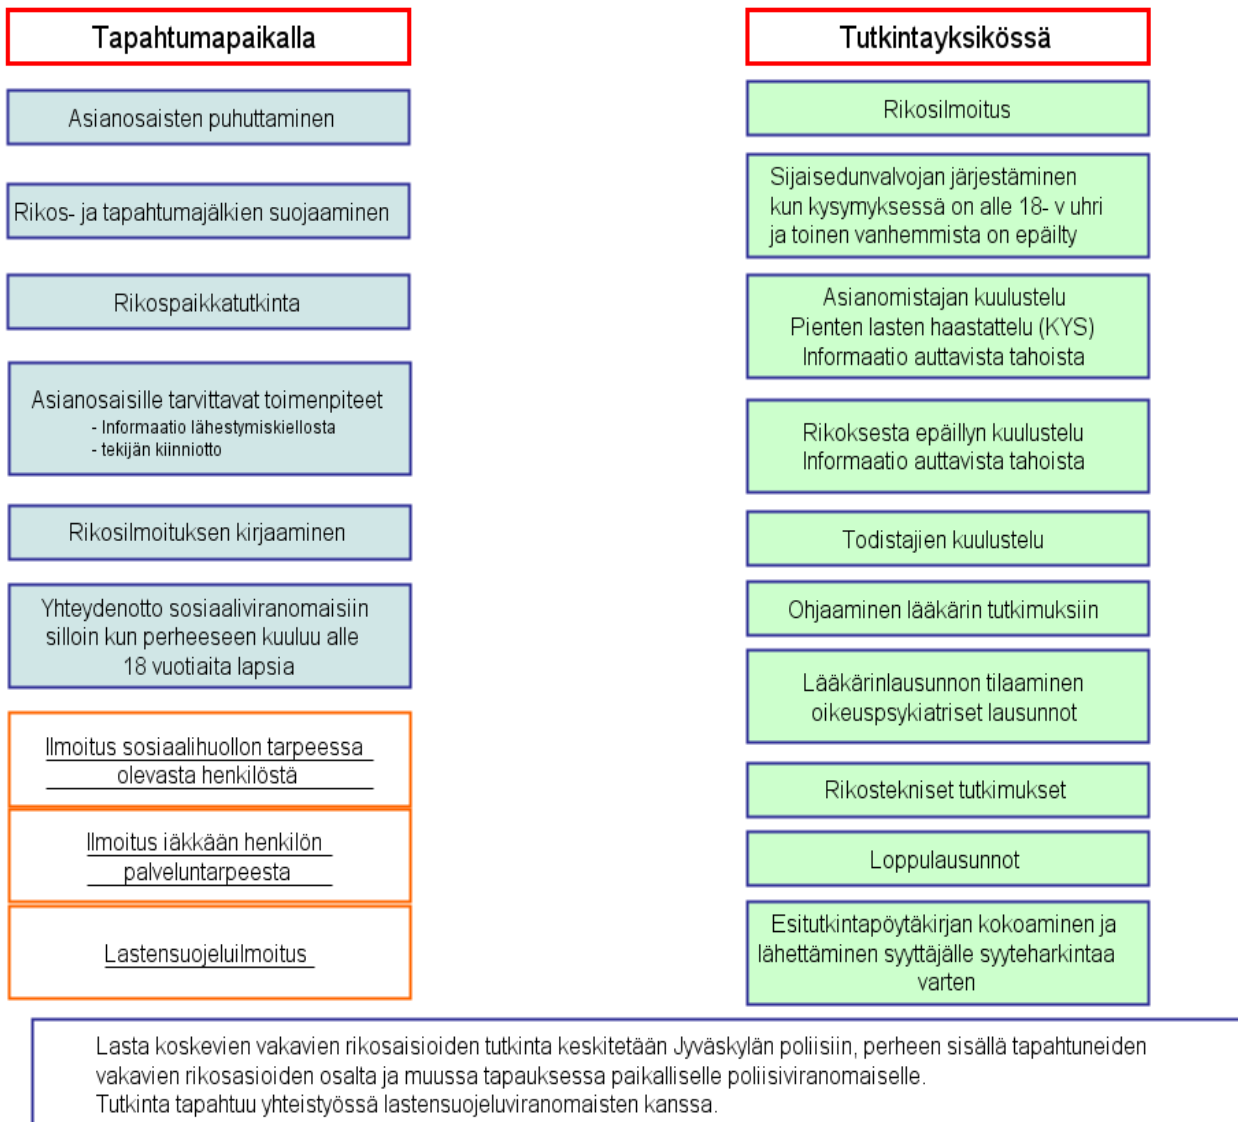 Tapahtumapaikalla
Asianosaisten puhuttaminen
Rikos- ja tapahtumajälkien suojaaminen
Rikospaikkatutkinta
Asianosaisille tarvittavat toimenpiteet
- Informaatio lähestymiskiellosta
- tekijän kiinniotto
Rikosilmoituksen kirjaaminen
Yhteydenotto sosiaaliviranomaisiin
silloin kun perheeseen kuuluu alle
18 vuotiaita lapsia
Ilmoitus sosiaalihuollon tarpeessa
olevasta henkilöstä
Ilmoitus iäkkään henkilön
palveluntarpeesta
Lastensuojeluilmoitus
Tutkintayksikössä
Rikosilmoitus
Sijaisedunvalvojan järjestäminen
kun kysymyksessä on alle 18- v uhri
ja toinen vanhemmista on epäilty
Asianomistajan kuulustelu
Pienten lasten haastattelu (KYS)
Informaatio auttavista tahoista
Rikoksesta epäillyn kuulustelu
Informaatio auttavista tahoista
Todistajien kuulustelu
Ohjaaminen lääkärin tutkimuksiin
Lääkärinlausunnon tilaaminen
oikeuspsykiatriset lausunnot
Rikostekniset tutkimukset
Loppulausunnot
Esitutkintapöytäkirjan kokoaminen ja
lähettäminen syyttäjälle syyteharkintaa
varten
Lasta koskevien vakavien rikosaisioiden tutkinta keskitetään Jyväskylän poliisiin, perheen sisällä tapahtuneiden
vakavien rikosasioiden osalta ja muussa tapauksessa paikalliselle poliisiviranomaiselle.
Tutkinta tapahtuu yhteistyössä lastensuojeluviranomaisten kanssa.